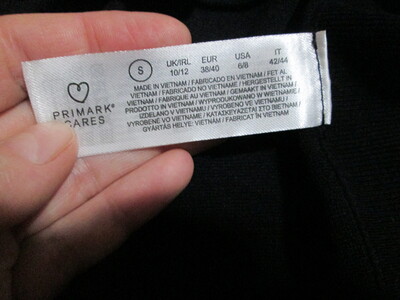 PRIMARK®
CARES
S
UK/IRL EUR USA IT
10/12 38/40 6/8 42/44
MADE IN VIETNAM / FABRICADO EN VIETNAM / FET AL
VIETNAM / FABRICADO NO VIETNAME / HERGESTELLT IN
VIETNAM / FABRIQUÉ AU VIETNAM / GEMAAKT IN VIETNAM /
PRODOTTO IN VIETNAM / WYPRODUKOWANO W WIETNAMIE /
IZDELANO V VIETNAMU / VYROBENO VE VIETNAMU /
VYROBENÉ VO VIETNAME / ΚΑΤΑΣΚΕΥΑΖΕΤΑΙ ΣΤΟ ΒΙΕΤΝΑΜ /
GYÁRTÁS HELYE: VIETNAM / FABRICAT ÎN VIETNAM